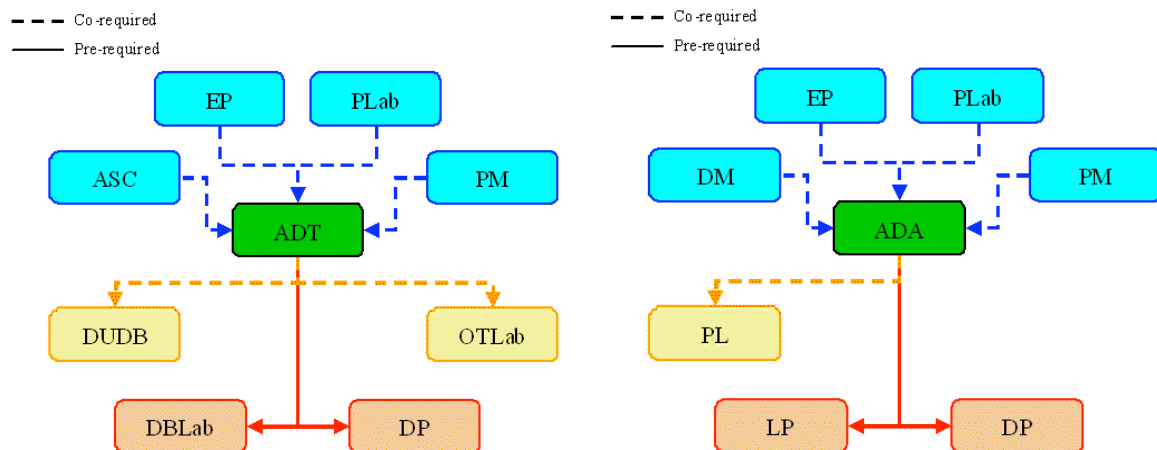 Co-required
Pre-required
EP
PLab
ASC
PM
ADT
DUDB
OTLab
DBLab
DP
Co-required
Pre-required
EP
PLab
DM
PM
ADA
PL
LP
DP